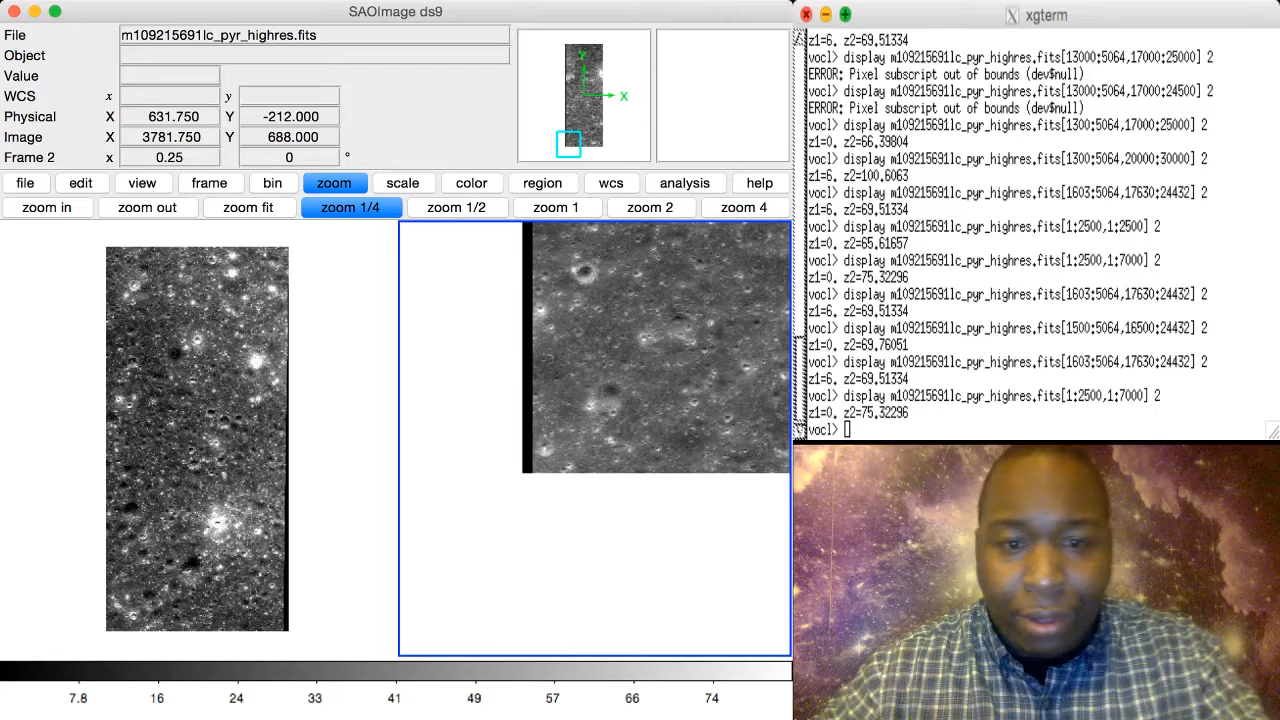 SAOImage ds9
File m109215691lc_pyr_highres.fits
Object
Value
WCS x y
Physical X 631.750 Y -212.000
Image X 3781.750 Y 688.000
Frame 2 x 0.25 0 °
Y
X
file edit view frame bin zoom scale color region wcs analysis help
zoom in zoom out zoom fit zoom 1/4 zoom 1/2 zoom 1 zoom 2 zoom 4
7.8 16 24 33 41 49 57 66 74
X xgterm
z1=6. z2=69.51334
vocl> display m109215691lc_pyr_highres.fits[13000:5064,17000:25000] 2
ERROR: Pixel subscript out of bounds (dev$null)
vocl> display m109215691lc_pyr_highres.fits[13000:5064,17000:24500] 2
ERROR: Pixel subscript out of bounds (dev$null)
vocl> display m109215691lc_pyr_highres.fits[1300:5064,17000:25000] 2
z1=0. z2=66.39804
vocl> display m109215691lc_pyr_highres.fits[1300:5064,20000:30000] 2
z1=6. z2=100.6063
vocl> display m109215691lc_pyr_highres.fits[1603:5064,17630:24432] 2
z1=6. z2=69.51334
vocl> display m109215691lc_pyr_highres.fits[1:2500,1:2500] 2
z1=0. z2=65.61657
vocl> display m109215691lc_pyr_highres.fits[1:2500,1:7000] 2
z1=0. z2=75.32296
vocl> display m109215691lc_pyr_highres.fits[1603:5064,17630:24432] 2
z1=6. z2=69.51334
vocl> display m109215691lc_pyr_highres.fits[1500:5064,16500:24432] 2
z1=0. z2=69.76051
vocl> display m109215691lc_pyr_highres.fits[1603:5064,17630:24432] 2
z1=6. z2=69.51334
vocl> display m109215691lc_pyr_highres.fits[1:2500,1:7000] 2
z1=0. z2=75.32296
vocl>